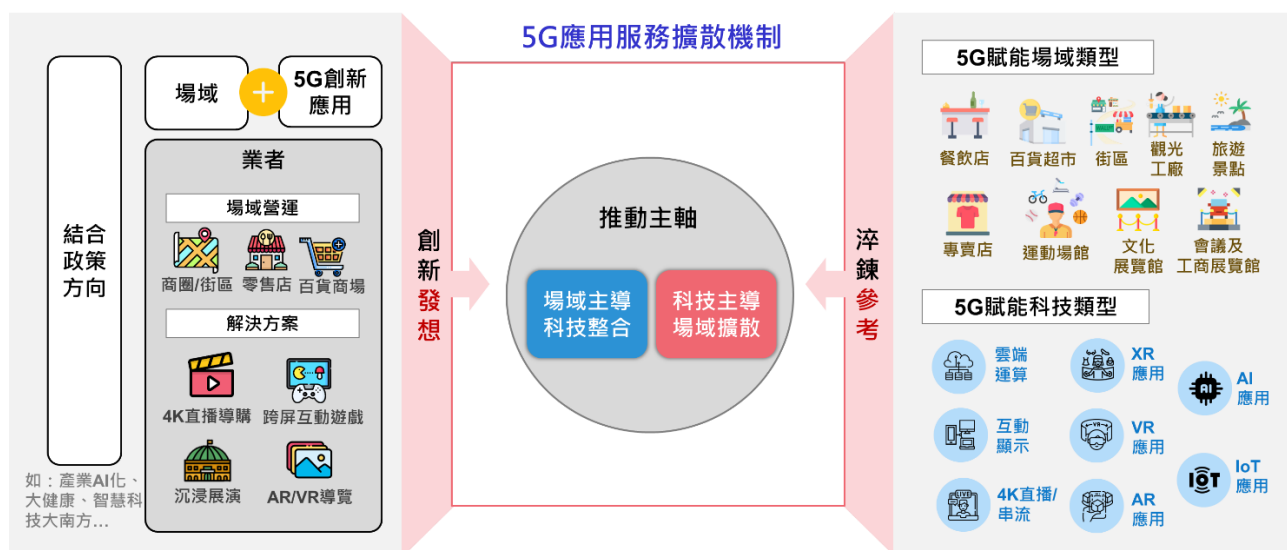 5G應用服務擴散機制
結合
政策
方向
如：產業AI化、
大健康、智慧科
技大南方…
場域
+
5G創新
應用
業者
場域營運
商圈/街區
零售店
百貨商場
解決方案
4K直播導購
跨屏互動遊戲
沉浸展演
AR/VR導覽
創
新
發
想
推動主軸
場域主導
科技整合
科技主導
場域擴散
淬
鍊
參
考
5G賦能場域類型
餐飲店
百貨超市
街區
觀光
工廠
旅遊
景點
專賣店
運動場館
文化
展覽館
會議及
工商展覽館
5G賦能科技類型
雲端
運算
XR
應用
AI
AI
應用
互動
顯示
VR
應用
IoT
IoT
應用
4K直播/
串流
AR
應用